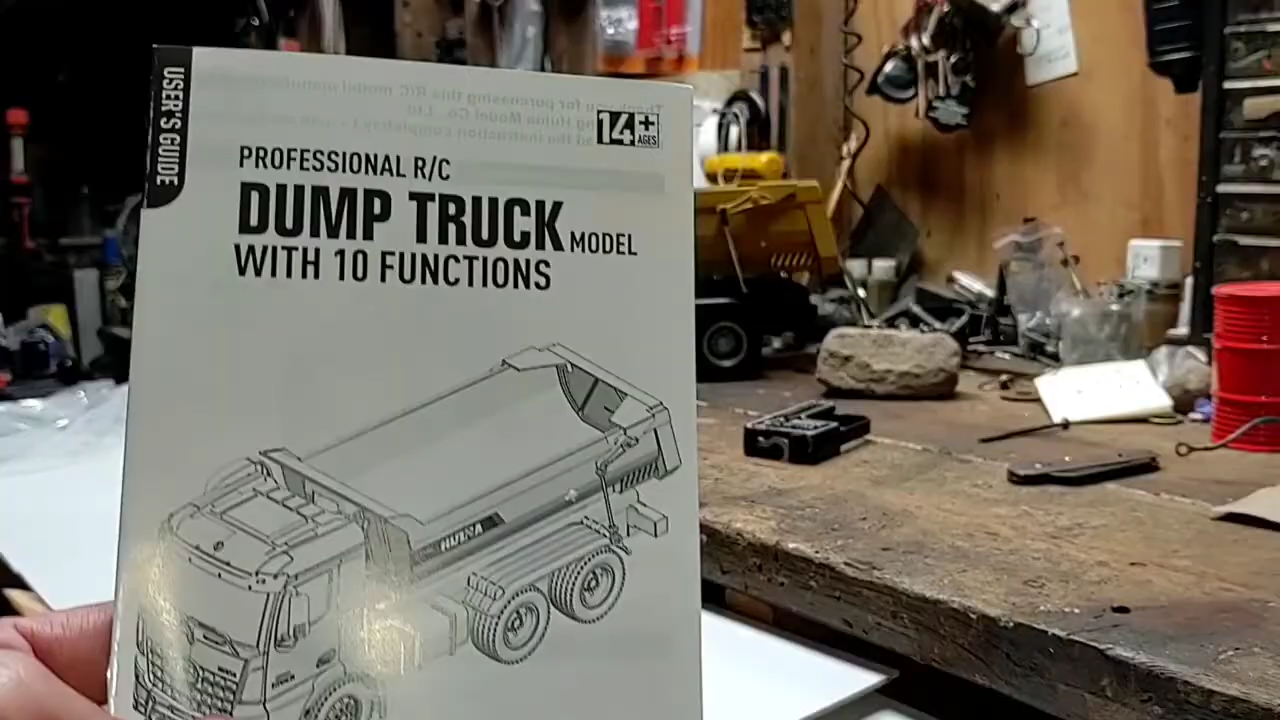 USER'S GUIDE
14+
AGES
PROFESSIONAL R/C
DUMP TRUCK MODEL
WITH 10 FUNCTIONS
HUINA